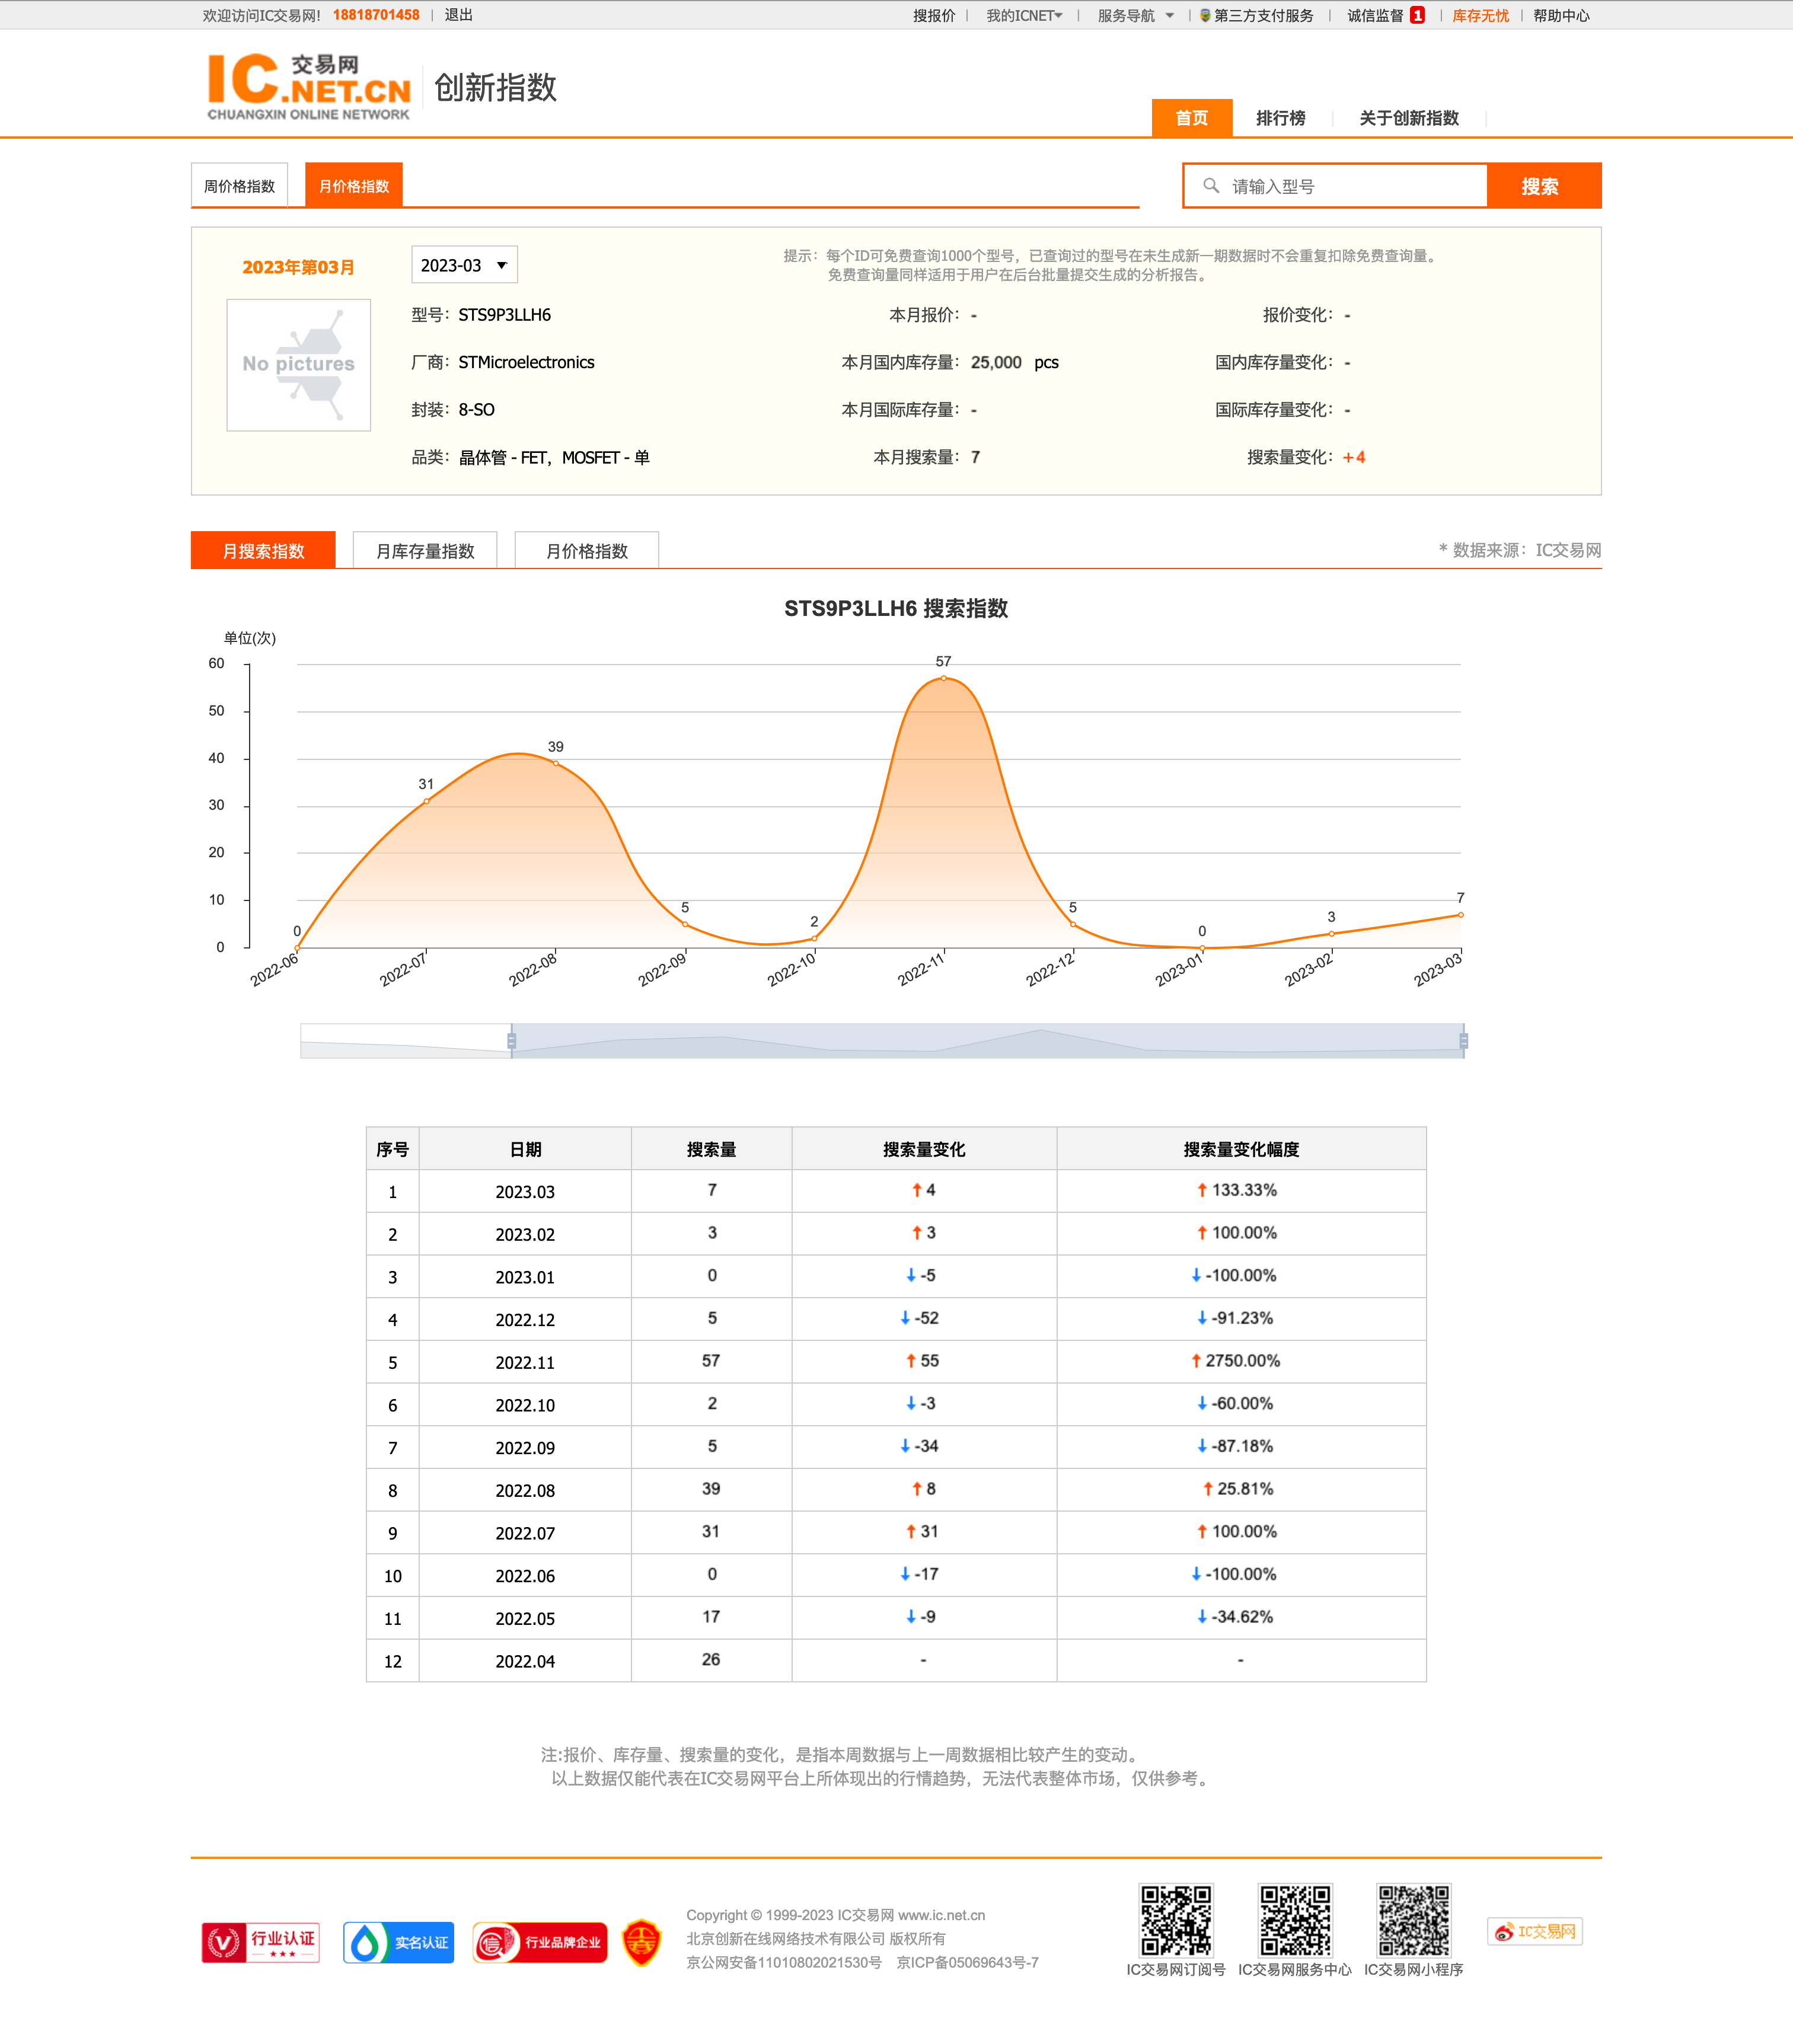 欢迎访问IC交易网! 18818701458 | 退出
搜报价 | 我的ICNET | 服务导航 | 第三方支付服务 | 诚信监督 1 | 库存无忧 | 帮助中心
IC.NET.CN 交易网
CHUANGXIN ONLINE NETWORK
创新指数
首页 排行榜 关于创新指数
周价格指数 月价格指数
请输入型号 搜索
2023年第03月 2023-03
提示：每个ID可免费查询1000个型号，已查询过的型号在未生成新一期数据时不会重复扣除免费查询量。
免费查询量同样适用于用户在后台批量提交生成的分析报告。
No pictures
型号：STS9P3LLH6 本月报价：- 报价变化：-
厂商：STMicroelectronics 本月国内库存量：25,000 pcs 国内库存量变化：-
封装：8-SO 本月国际库存量：- 国际库存量变化：-
品类：晶体管 - FET，MOSFET - 单 本月搜索量：7 搜索量变化：+4
月搜索指数 月库存量指数 月价格指数 * 数据来源：IC交易网
STS9P3LLH6 搜索指数
单位(次)
60
50
40
30
20
10
0
0 31 39 5 2 57 5 0 3 7
2022-06 2022-07 2022-08 2022-09 2022-10 2022-11 2022-12 2023-01 2023-02 2023-03
序号 日期 搜索量 搜索量变化 搜索量变化幅度
1 2023.03 7 ↑ 4 ↑ 133.33%
2 2023.02 3 ↑ 3 ↑ 100.00%
3 2023.01 0 ↓ -5 ↓ -100.00%
4 2022.12 5 ↓ -52 ↓ -91.23%
5 2022.11 57 ↑ 55 ↑ 2750.00%
6 2022.10 2 ↓ -3 ↓ -60.00%
7 2022.09 5 ↓ -34 ↓ -87.18%
8 2022.08 39 ↑ 8 ↑ 25.81%
9 2022.07 31 ↑ 31 ↑ 100.00%
10 2022.06 0 ↓ -17 ↓ -100.00%
11 2022.05 17 ↓ -9 ↓ -34.62%
12 2022.04 26 - -
注:报价、库存量、搜索量的变化，是指本周数据与上一周数据相比较产生的变动。
以上数据仅能代表在IC交易网平台上所体现出的行情趋势，无法代表整体市场，仅供参考。
行业认证
实名认证
行业品牌企业
Copyright © 1999-2023 IC交易网 www.ic.net.cn
北京创新在线网络技术有限公司 版权所有
京公网安备11010802021530号 京ICP备05069643号-7
IC交易网订阅号 IC交易网服务中心 IC交易网小程序
IC交易网